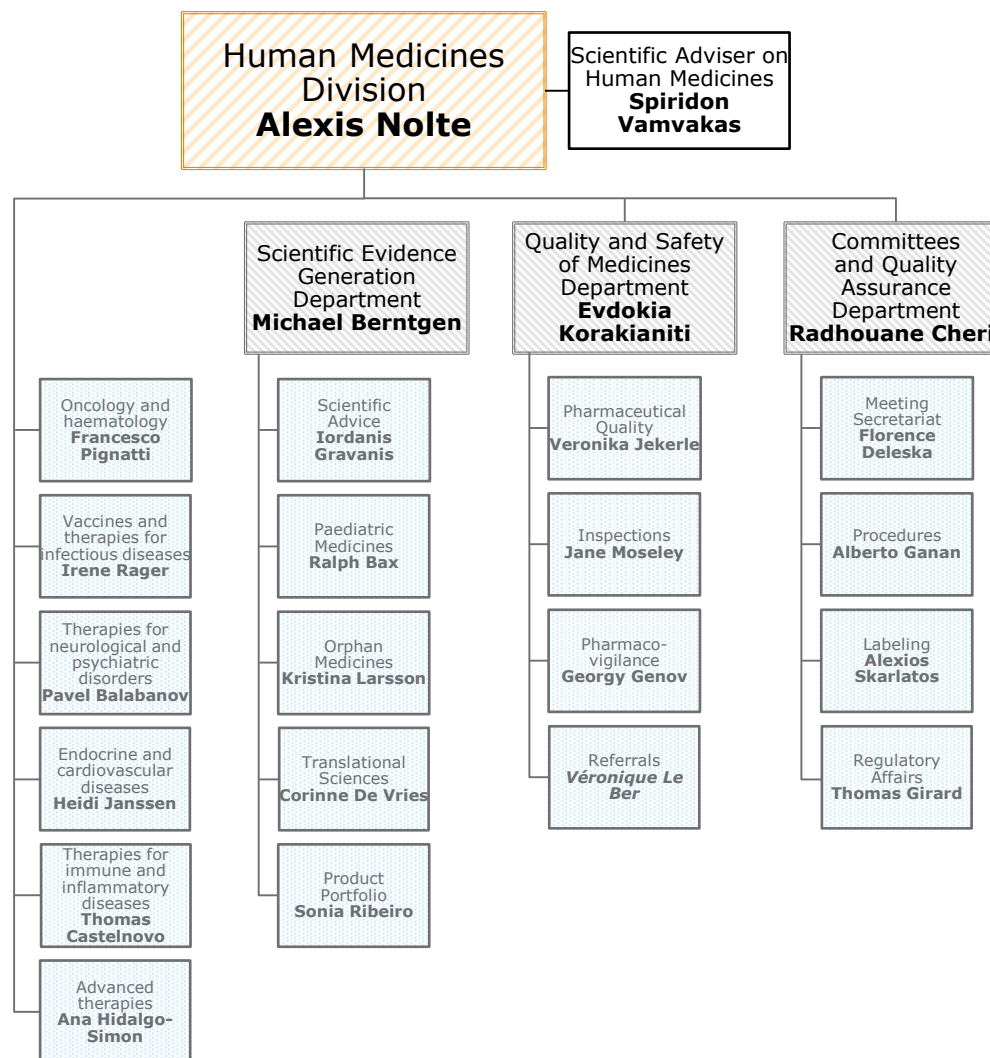 Human Medicines
Division
Alexis Nolte
Scientific Adviser on
Human Medicines
Spiridon
Vamvakas
Scientific Evidence
Generation
Department
Michael Berntgen
Quality and Safety
of Medicines
Department
Evdokia
Korakianiti
Committees
and Quality
Assurance
Department
Radhouane Cheri
Oncology and
haematology
Francesco
Pignatti
Vaccines and
therapies for
infectious diseases
Irene Rager
Therapies for
neurological and
psychiatric
disorders
Pavel Balabanov
Endocrine and
cardiovascular
diseases
Heidi Janssen
Therapies for
immune and
inflammatory
diseases
Thomas
Castelnovo
Advanced
therapies
Ana Hidalgo-
Simon
Scientific
Advice
Iordanis
Gravanis
Paediatric
Medicines
Ralph Bax
Orphan
Medicines
Kristina Larsson
Translational
Sciences
Corinne De Vries
Product
Portfolio
Sonia Ribeiro
Pharmaceutical
Quality
Veronika Jekerle
Inspections
Jane Moseley
Pharmaco-
vigilance
Georgy Genov
Referrals
Véronique Le
Ber
Meeting
Secretariat
Florence
Deleska
Procedures
Alberto Ganan
Labeling
Alexios
Skarlatos
Regulatory
Affairs
Thomas Girard